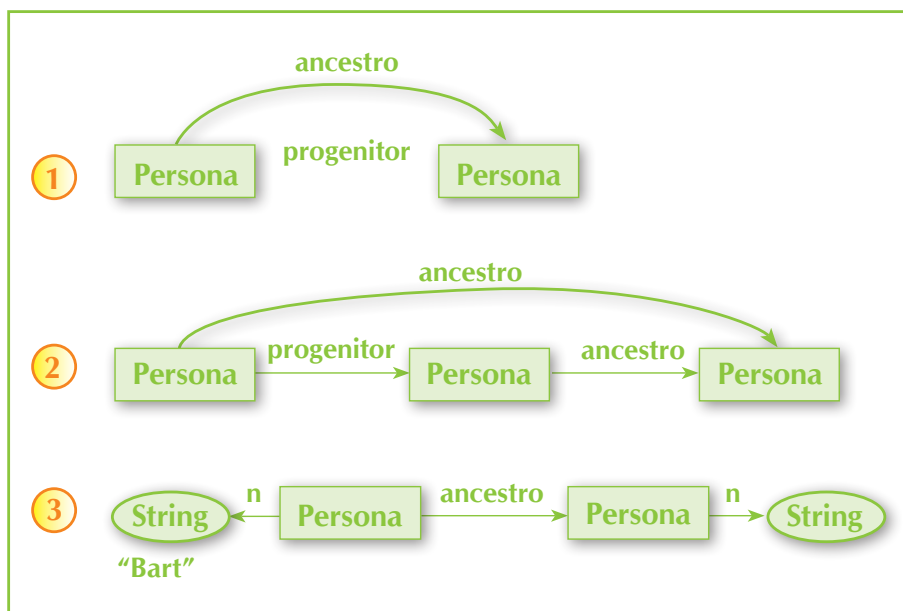 ancestro
progenitor
1 Persona Persona
ancestro
progenitor ancestro
2 Persona Persona Persona
n ancestro n
3 String Persona Persona String
“Bart”